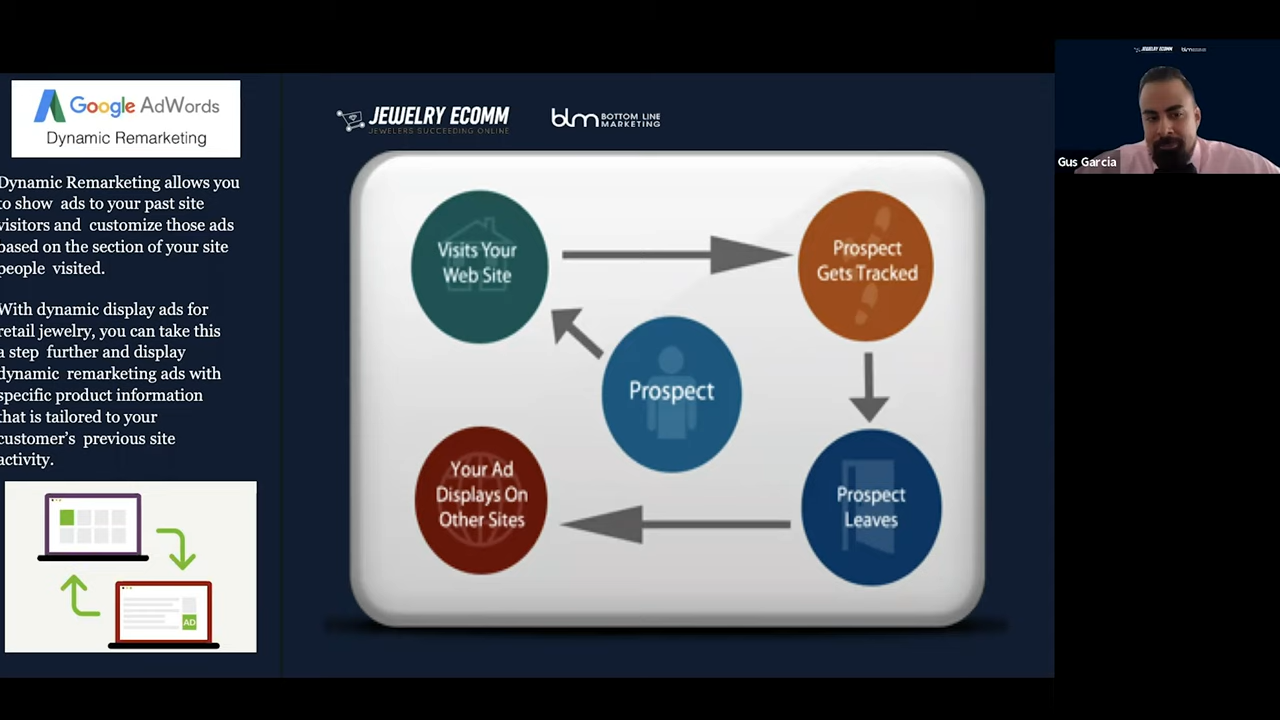 Google AdWords
Dynamic Remarketing
Dynamic Remarketing allows you
to show ads to your past site
visitors and customize those ads
based on the section of your site
people visited.
With dynamic display ads for
retail jewelry, you can take this
a step further and display
dynamic remarketing ads with
specific product information
that is tailored to your
customer's previous site
activity.
AD
JEWELRY ECOMM
JEWELERS SUCCEEDING ONLINE
blm BOTTOM LINE
MARKETING
Visits Your
Web Site
Prospect
Gets Tracked
Prospect
Your Ad
Displays On
Other Sites
Prospect
Leaves
JEWELRY ECOMM
blm
Gus Garcia